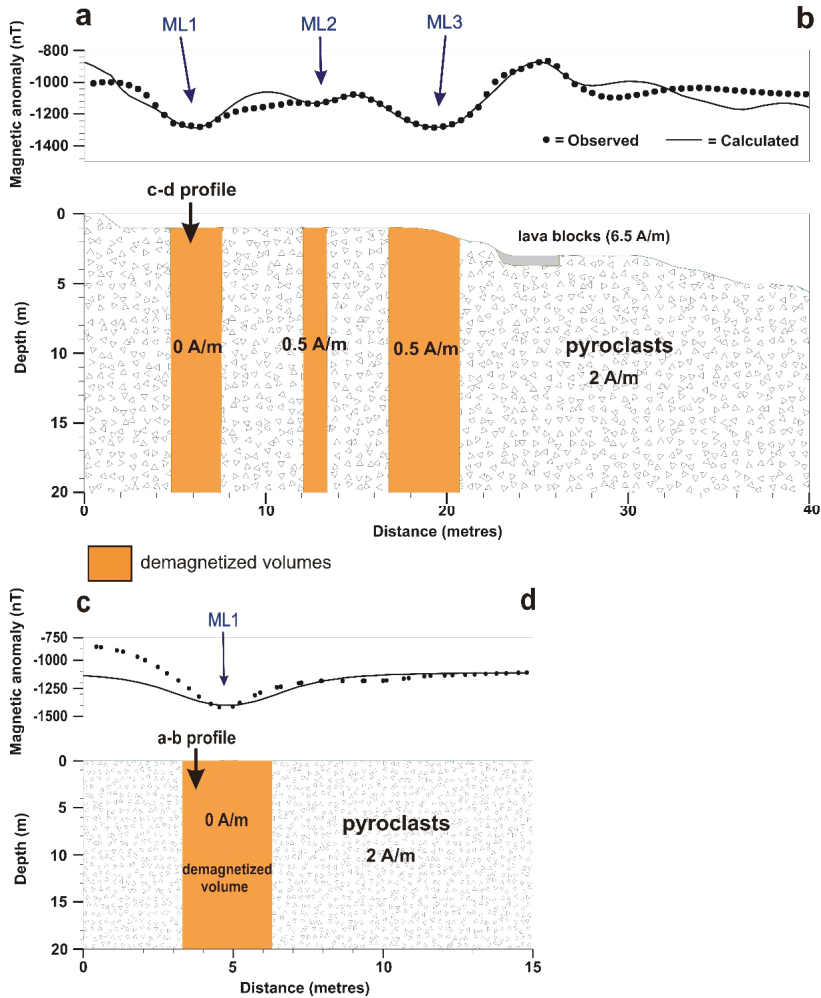 a
b
ML1
ML2
ML3
Magnetic anomaly (nT)
-800
-1000
-1200
-1400
= Observed
= Calculated
c-d profile
lava blocks (6.5 A/m)
Depth (m)
0
5
10
15
20
0 A/m
0.5 A/m
0.5 A/m
pyroclasts
2 A/m
0
10
20
30
40
Distance (metres)
demagnetized volumes
c
d
ML1
Magnetic anomaly (nT)
-750
-1000
-1250
-1500
a-b profile
Depth (m)
0
5
10
15
20
0 A/m
demagnetized
volume
pyroclasts
2 A/m
0
5
10
15
Distance (metres)